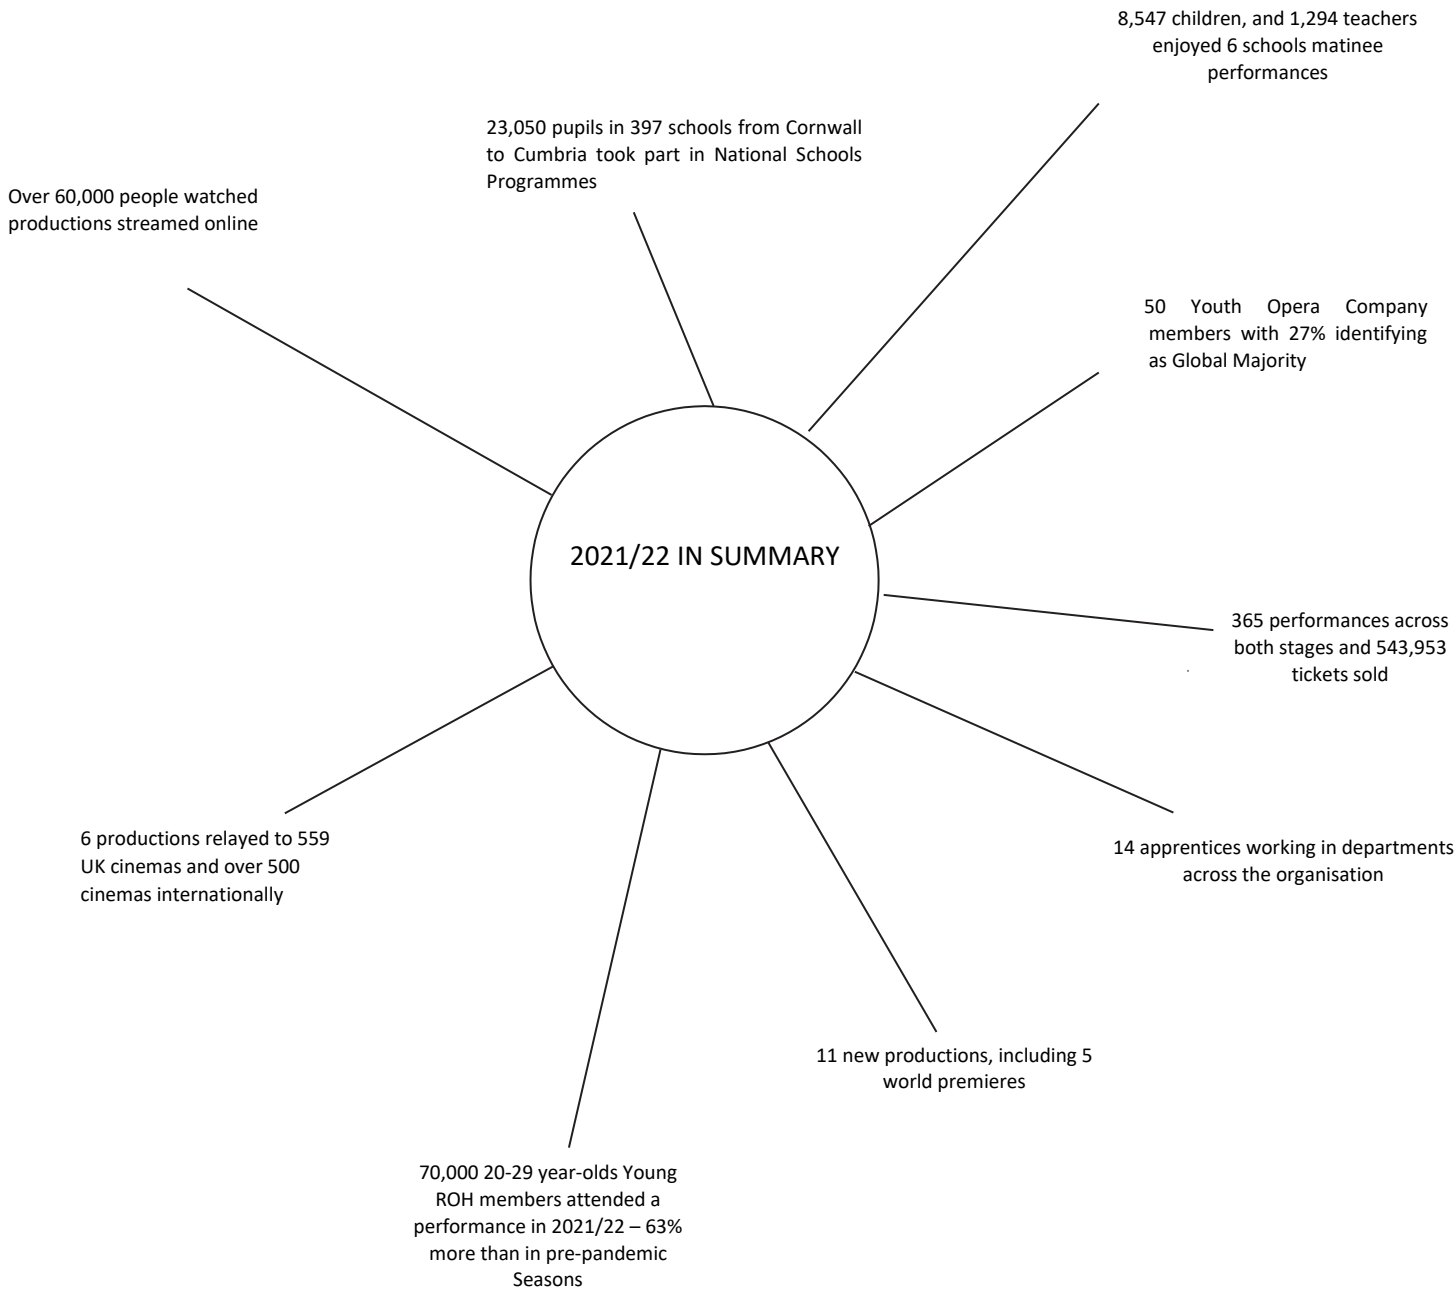 8,547 children, and 1,294 teachers
enjoyed 6 schools matinee
performances
23,050 pupils in 397 schools from Cornwall
to Cumbria took part in National Schools
Programmes
Over 60,000 people watched
productions streamed online
50 Youth Opera Company
members with 27% identifying
as Global Majority
2021/22 IN SUMMARY
365 performances across
both stages and 543,953
tickets sold
6 productions relayed to 559
UK cinemas and over 500
cinemas internationally
14 apprentices working in departments
across the organisation
11 new productions, including 5
world premieres
70,000 20-29 year-olds Young
ROH members attended a
performance in 2021/22 – 63%
more than in pre-pandemic
Seasons